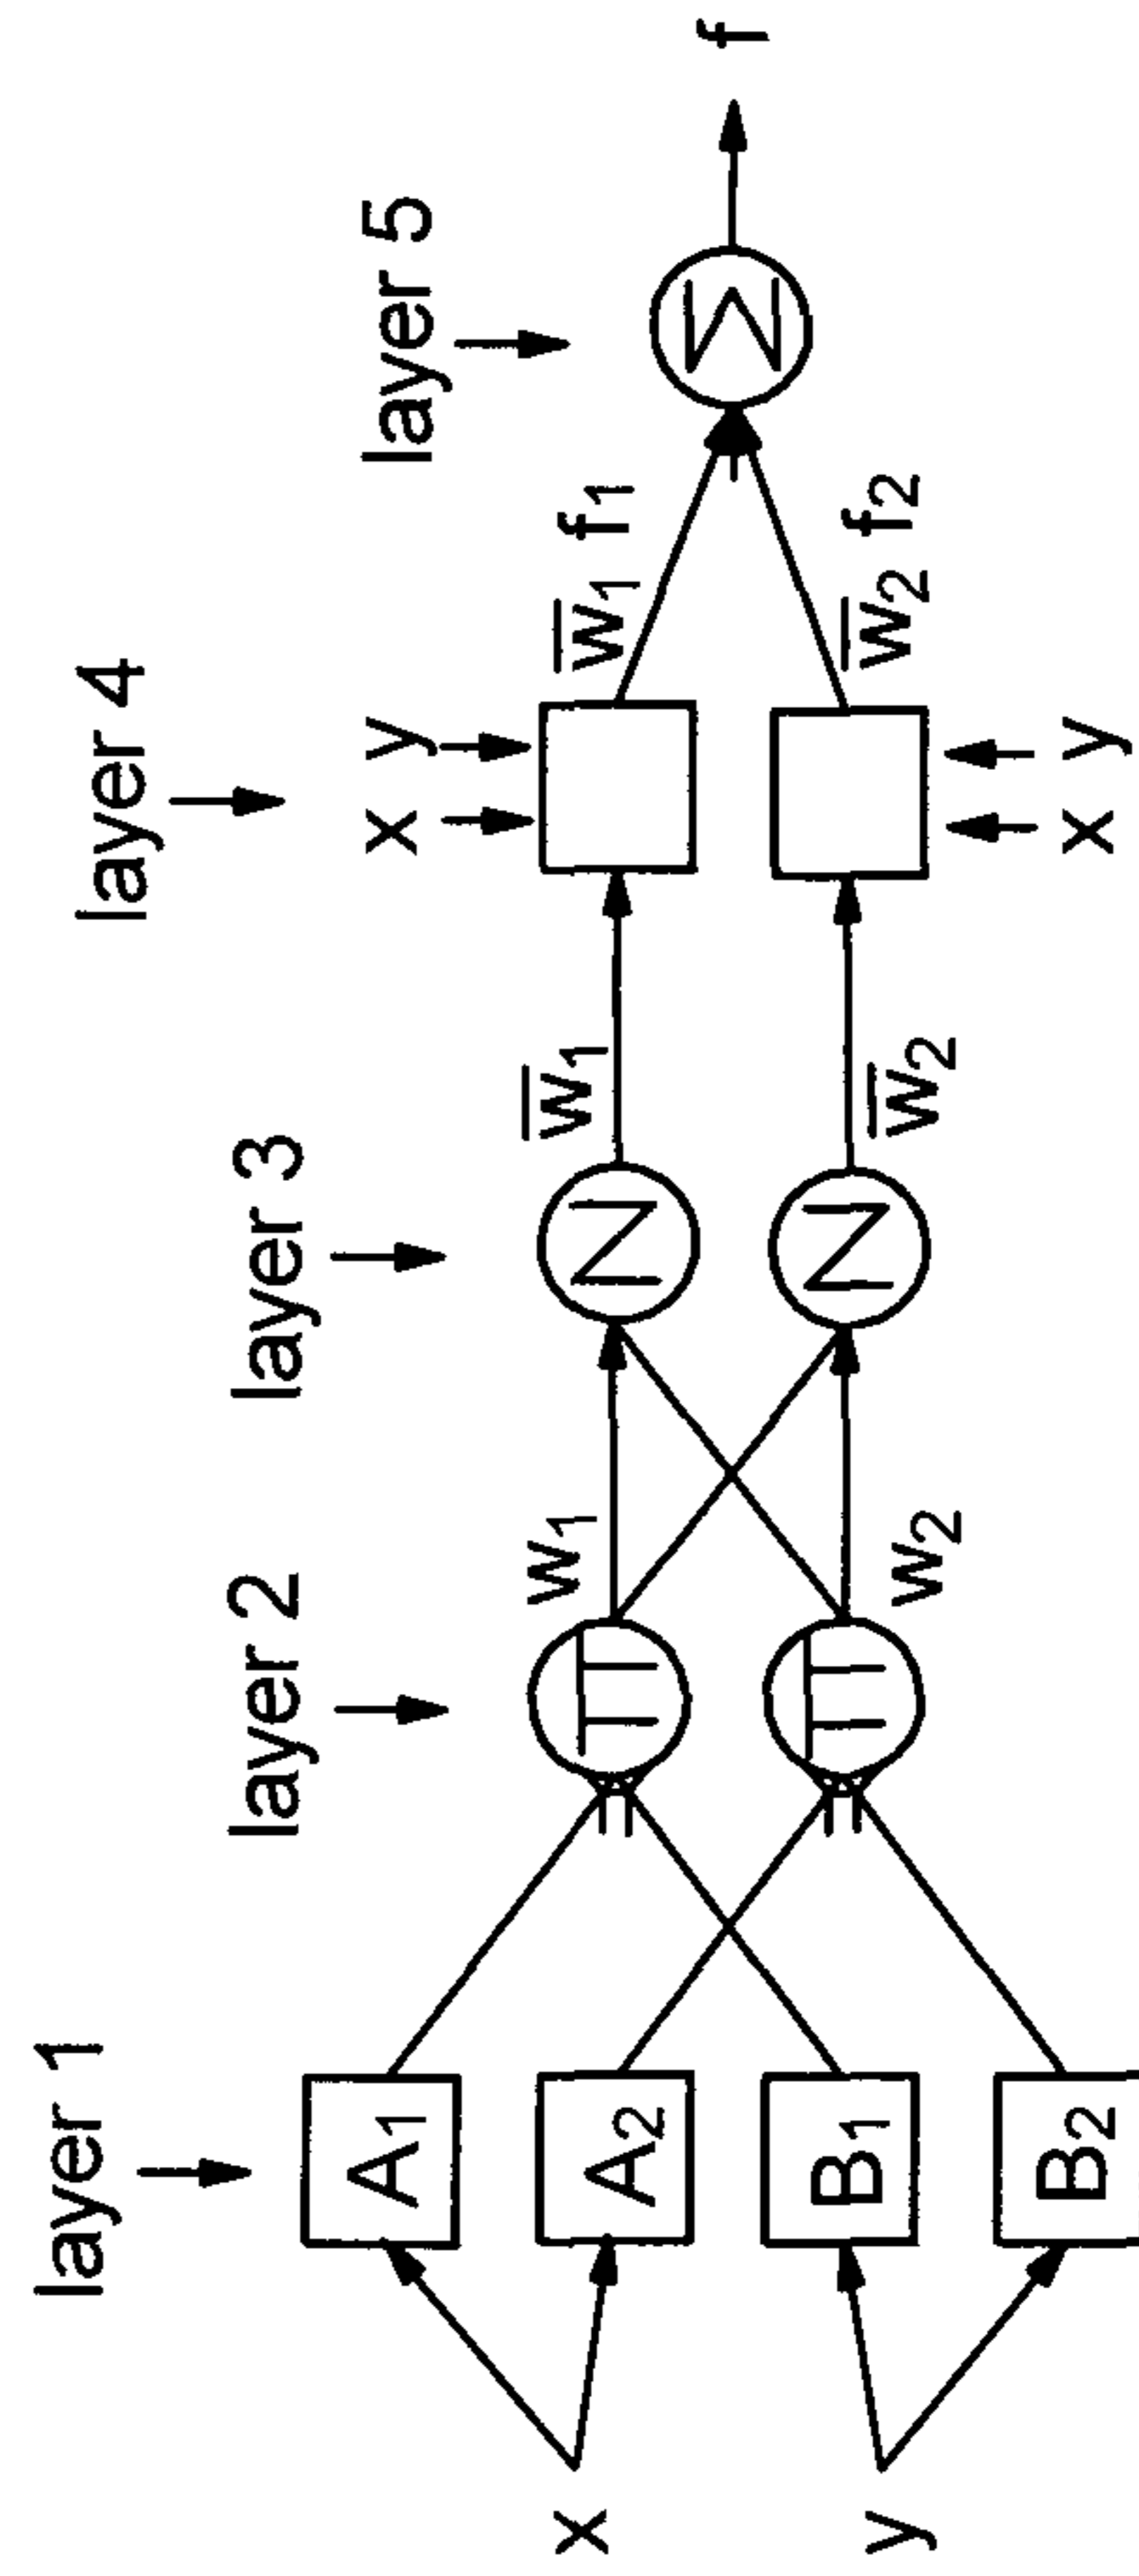 layer 1
layer 2
layer 3
layer 4
layer 5
x
y
A1
A2
B1
B2
Π
Π
w1
w2
N
N
w̅1
w̅2
x y
x y
w̅1 f1
w̅2 f2
Σ
f